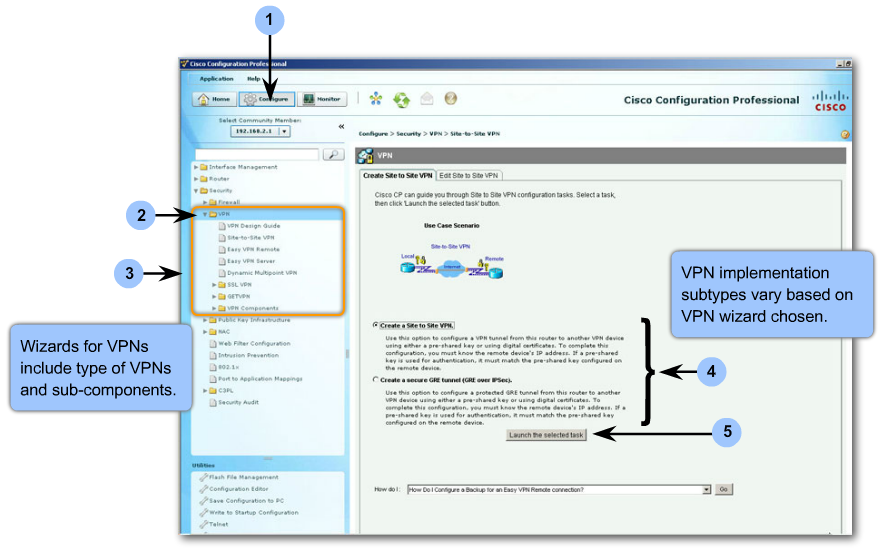 1
Cisco Configuration Professional
Application Help
Home Configure Monitor
Cisco Configuration Professional
CISCO
Select Community Member:
192.168.2.1
Configure > Security > VPN > Site-to-Site VPN
Interface Management
Router
Security
Firewall
VPN
VPN Design Guide
Site-to-Site VPN
Easy VPN Remote
Easy VPN Server
Dynamic Multipoint VPN
SSL VPN
GETVPN
VPN Components
Public Key Infrastructure
NAC
Web Filter Configuration
Intrusion Prevention
802.1x
Port to Application Mappings
C3PL
Security Audit
2
3
Wizards for VPNs
include type of VPNs
and sub-components.
Utilities
Flash File Management
Configuration Editor
Save Configuration to PC
Write to Startup Configuration
Telnet
VPN
Create Site to Site VPN Edit Site to Site VPN
Cisco CP can guide you through Site to Site VPN configuration tasks. Select a task,
then click 'Launch the selected task' button.
Use Case Scenario
Site-to-Site VPN
Local
Remote
Internet
VPN implementation
subtypes vary based on
VPN wizard chosen.
Create a Site to Site VPN.
Use this option to configure a VPN tunnel from this router to another VPN device
using either a pre-shared key or using digital certificates. To complete this
configuration, you must know the remote device's IP address. If a pre-shared
key is used for authentication, it must match the pre-shared key configured on
the remote device.
Create a secure GRE tunnel (GRE over IPSec).
Use this option to configure a protected GRE tunnel from this router to another
VPN device using either a pre-shared key or using digital certificates. To
complete this configuration, you must know the remote device's IP address. If a
pre-shared key is used for authentication, it must match the pre-shared key
configured on the remote device.
4
Launch the selected task
5
How do I: How Do I Configure a Backup for an Easy VPN Remote connection? Go